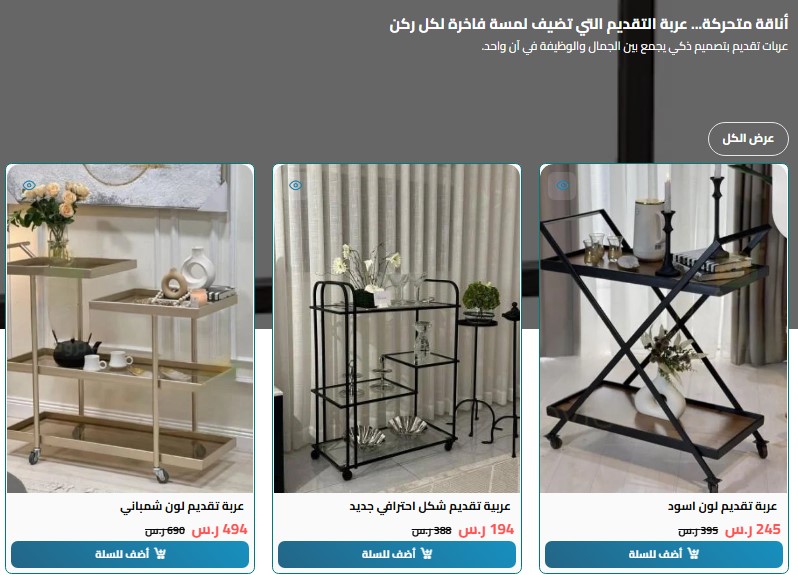 أناقة متحركة... عربة التقديم التي تضيف لمسة فاخرة لكل ركن
عربات تقديم بتصميم ذكي يجمع بين الجمال والوظيفة في آن واحد.
عرض الكل
عربة تقديم لون اسود
245 ر.س 395 ر.س
أضف للسلة
عربية تقديم شكل احترافي جديد
194 ر.س 388 ر.س
أضف للسلة
عربة تقديم لون شمباني
494 ر.س 690 ر.س
أضف للسلة